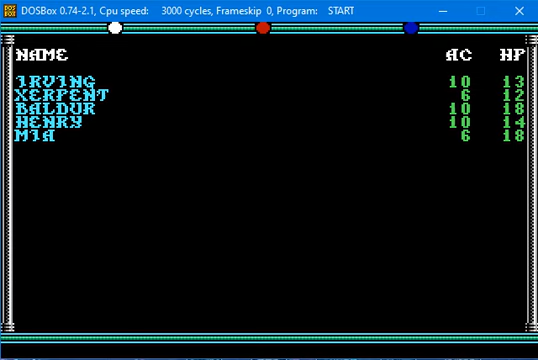 DOSBox 0.74-2.1, Cpu speed: 3000 cycles, Frameskip 0, Program: START
NAME AC HP
IRVING 10 13
XERPENT 6 12
BALDUR 10 18
HENRY 10 14
MIA 6 18